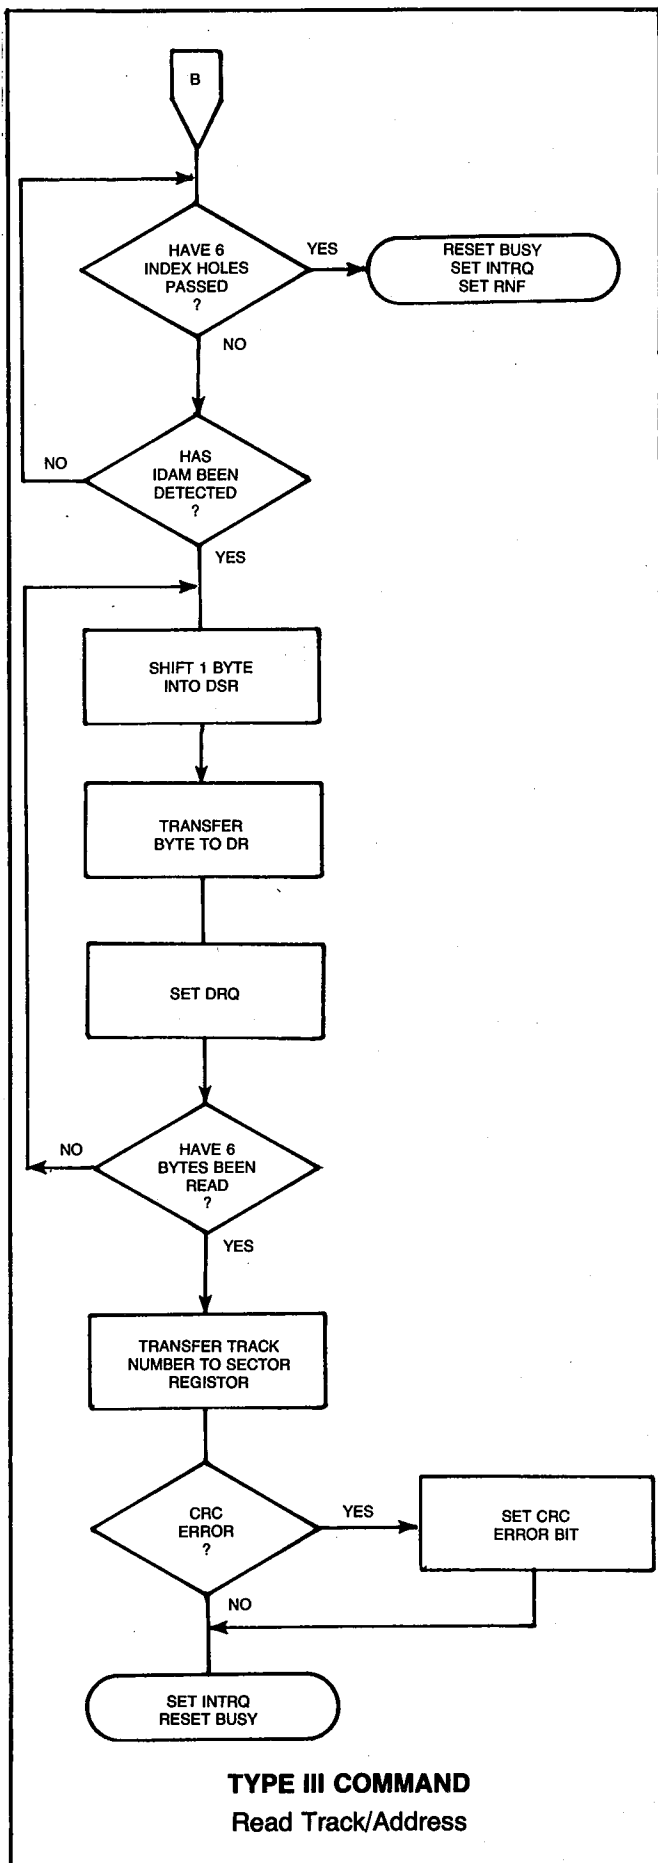 B
HAVE 6
INDEX HOLES
PASSED
?
YES
RESET BUSY
SET INTRQ
SET RNF
NO
HAS
IDAM BEEN
DETECTED
?
NO
YES
SHIFT 1 BYTE
INTO DSR
TRANSFER
BYTE TO DR
SET DRQ
HAVE 6
BYTES BEEN
READ
?
NO
YES
TRANSFER TRACK
NUMBER TO SECTOR
REGISTOR
CRC
ERROR
?
YES
SET CRC
ERROR BIT
NO
SET INTRQ
RESET BUSY
TYPE III COMMAND
Read Track/Address